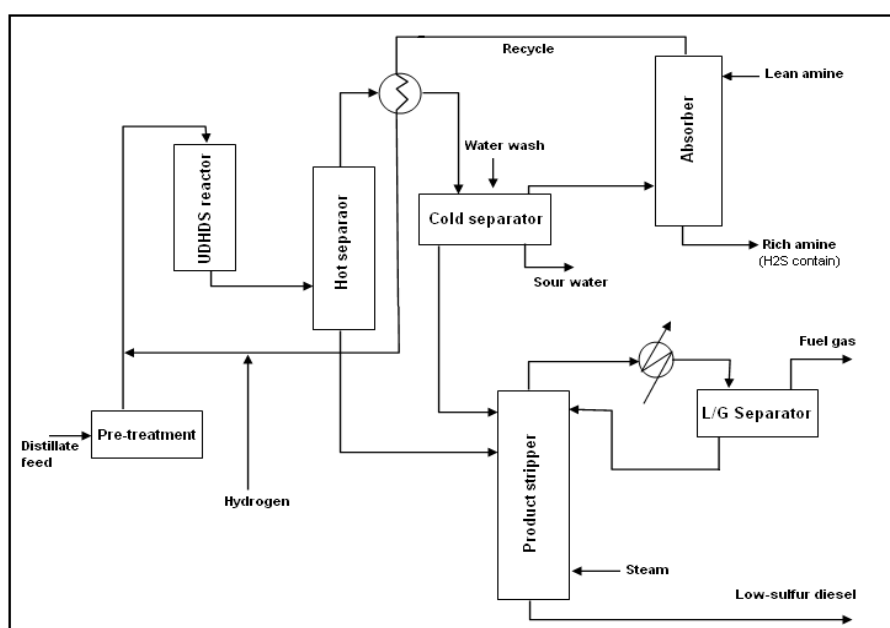 Recycle
Lean amine
Absorber
Water wash
UDHDS reactor
Hot separaor
Cold separator
Rich amine
(H2S contain)
Sour water
Fuel gas
L/G Separator
Pre-treatment
Distillate
feed
Hydrogen
Product stripper
Steam
Low-sulfur diesel